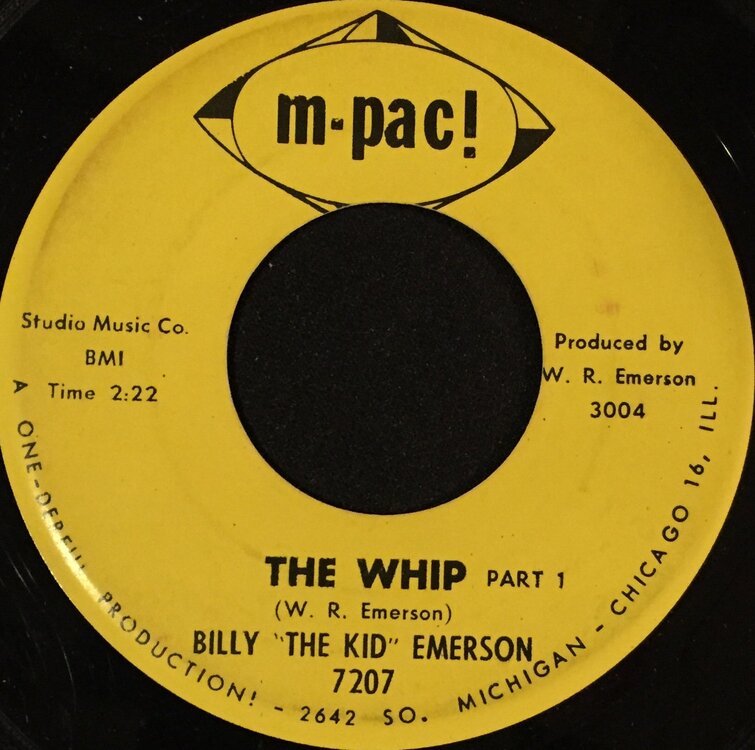 m-pac!
Studio Music Co.
BMI
Time 2:22
Produced by
W. R. Emerson
3004
THE WHIP PART 1
(W. R. Emerson)
BILLY "THE KID" EMERSON
7207
A ONE-DERFUL PRODUCTION! - 2642 SO. MICHIGAN - CHICAGO 16, ILL.